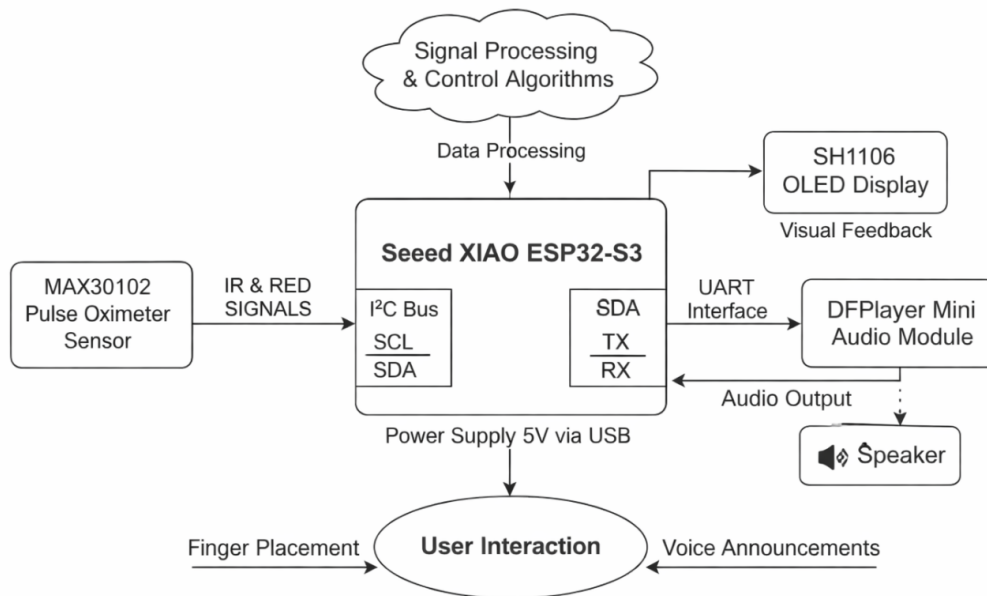 Signal Processing
& Control Algorithms
Data Processing
SH1106
OLED Display
Visual Feedback
Seeed XIAO ESP32-S3
MAX30102
Pulse Oximeter
Sensor
IR & RED
SIGNALS
I²C Bus
SCL
SDA
SDA
TX
RX
UART
Interface
DFPlayer Mini
Audio Module
Audio Output
Speaker
Power Supply 5V via USB
User Interaction
Finger Placement
Voice Announcements